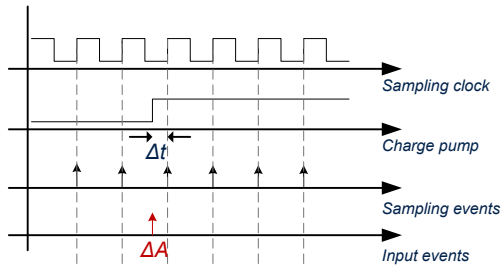 Sampling clock
Charge pump
Δt
Sampling events
ΔA
Input events